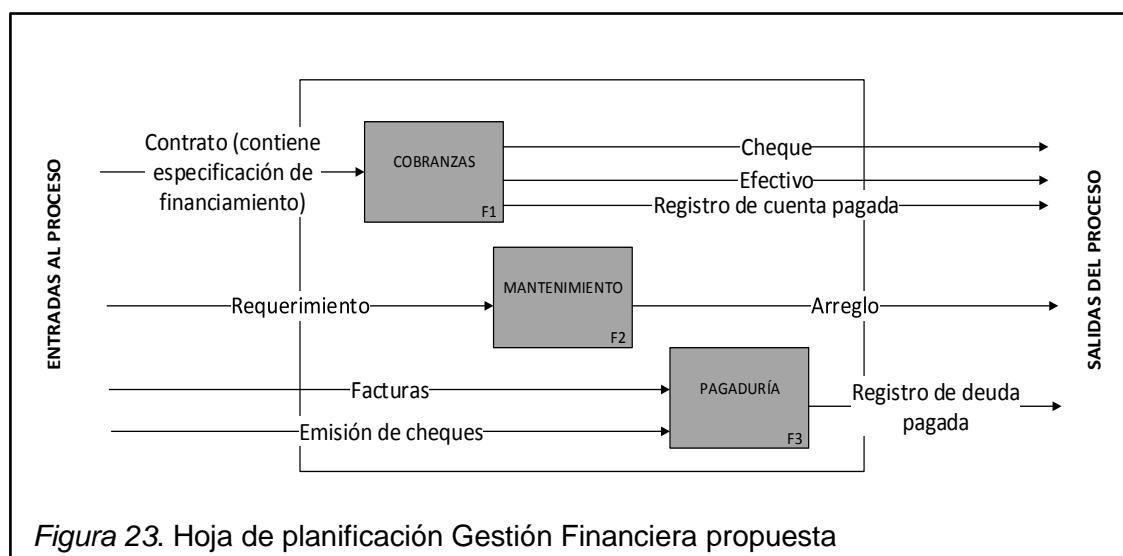 ENTRADAS AL PROCESO
Contrato (contiene
especificación de
financiamiento)
COBRANZAS
F1
Cheque
Efectivo
Registro de cuenta pagada
Requerimiento
MANTENIMIENTO
F2
Arreglo
Facturas
Emisión de cheques
PAGADURÍA
F3
Registro de deuda
pagada
SALIDAS DEL PROCESO
Figura 23. Hoja de planificación Gestión Financiera propuesta